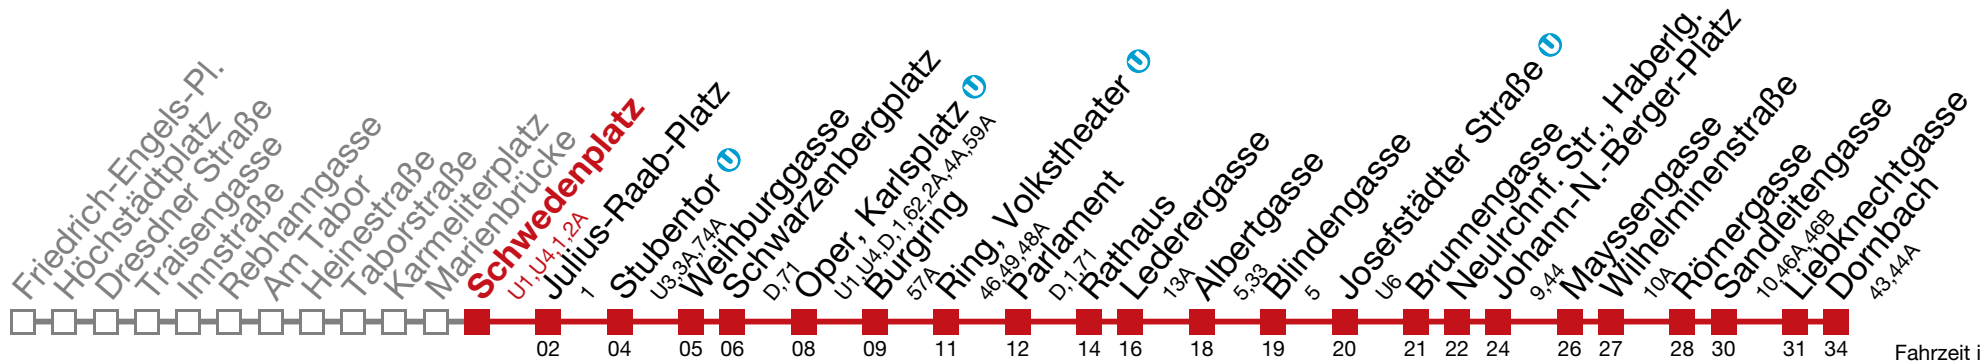 Friedrich-Engels-Pl.
Höchstädtplatz
Dresdner Straße
Traisengasse
Innstraße
Rebhanngasse
Am Tabor
Heinestraße
Taborstraße
Karmeliterplatz
Marienbrücke
Schwedenplatz
U1,U4,1,2A
Julius-Raab-Platz
1
Stubentor U
U3,3A,74A
Weihburggasse
Schwarzenbergplatz
D,71
Oper, Karlsplatz U
U1,U4,D,1,62,2A,4A,59A
Burgring
57A
Ring, Volkstheater U
46,49,48A
Parlament
D,1,71
Rathaus
Lederergasse
13A
Albertgasse
5,33
Blindengasse
5
Josefstädter Straße U
U6
Brunnengasse
Neulrchnf. Str., Haberlg.
Johann-N.-Berger-Platz
9,44
Mayssengasse
Wilhelminenstraße
10A
Römergasse
Sandleitengasse
10,46A,46B
Liebknechtgasse
Dornbach
43,44A
02 04 05 06 08 09 11 12 14 16 18 19 20 21 22 24 26 27 28 30 31 34 Fahrzeit